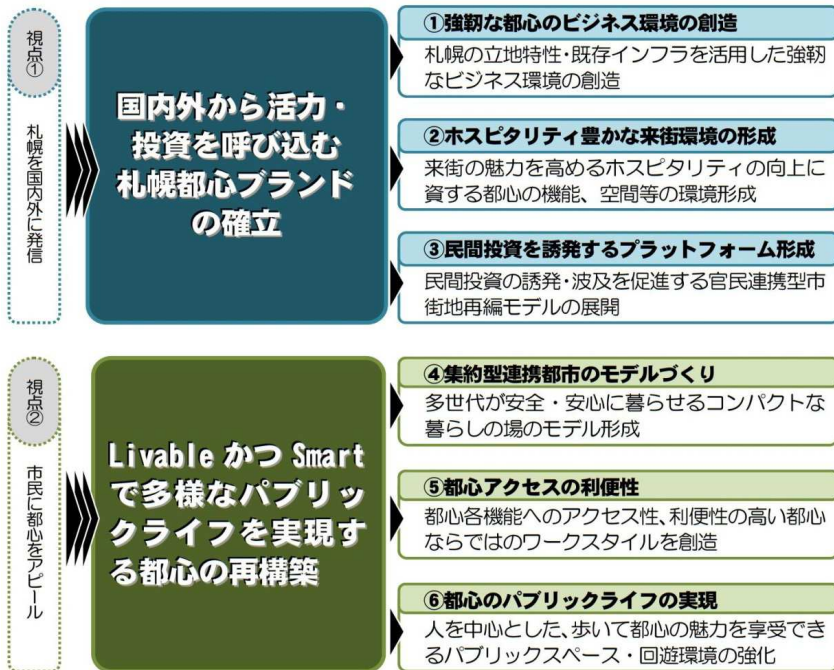 視点①
札幌を国内外に発信
国内外から活力・
投資を呼び込む
札幌都心ブランド
の確立
①強靭な都心のビジネス環境の創造
札幌の立地特性・既存インフラを活用した強靭
なビジネス環境の創造
②ホスピタリティ豊かな来街環境の形成
来街の魅力を高めるホスピタリティの向上に
資する都心の機能、空間等の環境形成
③民間投資を誘発するプラットフォーム形成
民間投資の誘発・波及を促進する官民連携型市
街地再編モデルの展開
視点②
市民に都心をアピール
Livable かつ Smart
で多様なパブリッ
クライフを実現す
る都心の再構築
④集約型連携都市のモデルづくり
多世代が安全・安心に暮らせるコンパクトな
暮らしの場のモデル形成
⑤都心アクセスの利便性
都心各機能へのアクセス性、利便性の高い都心
ならではのワークスタイルを創造
⑥都心のパブリックライフの実現
人を中心とした、歩いて都心の魅力を享受でき
るパブリックスペース・回遊環境の強化